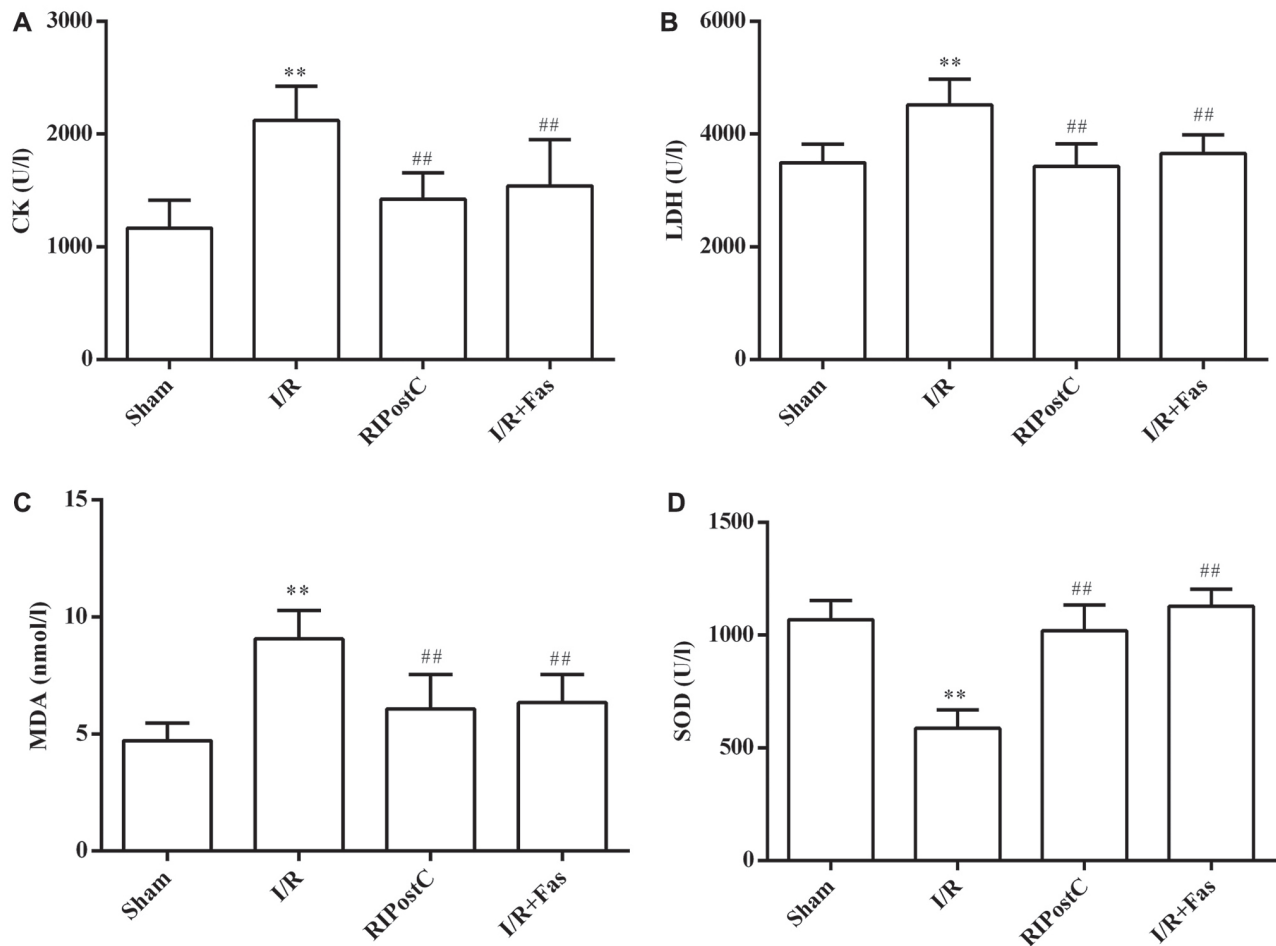 A
CK (U/l)
3000
2000
1000
0
**
##
##
Sham
I/R
RIPostC
I/R+Fas
B
LDH (U/l)
6000
4000
2000
0
**
##
##
Sham
I/R
RIPostC
I/R+Fas
C
MDA (nmol/l)
15
10
5
0
**
##
##
Sham
I/R
RIPostC
I/R+Fas
D
SOD (U/l)
1500
1000
500
0
**
##
##
Sham
I/R
RIPostC
I/R+Fas